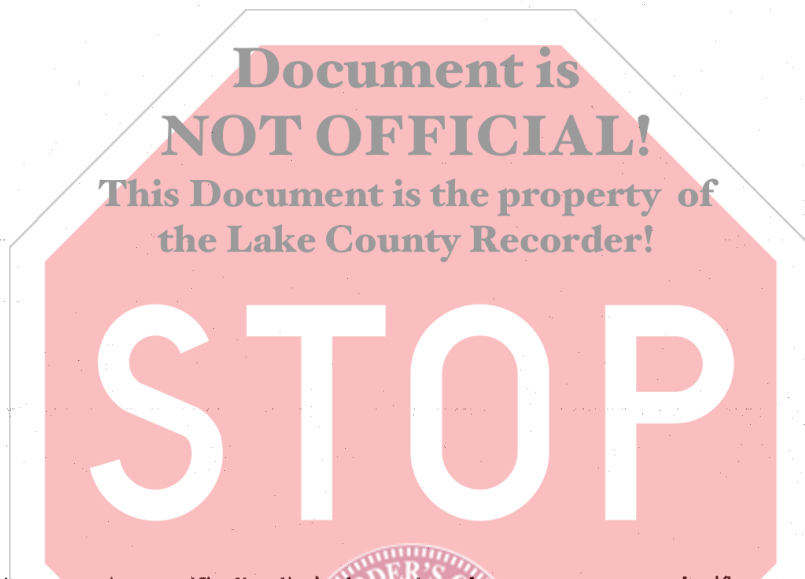 Document is
NOT OFFICIAL!
This Document is the property of
the Lake County Recorder!
STOP